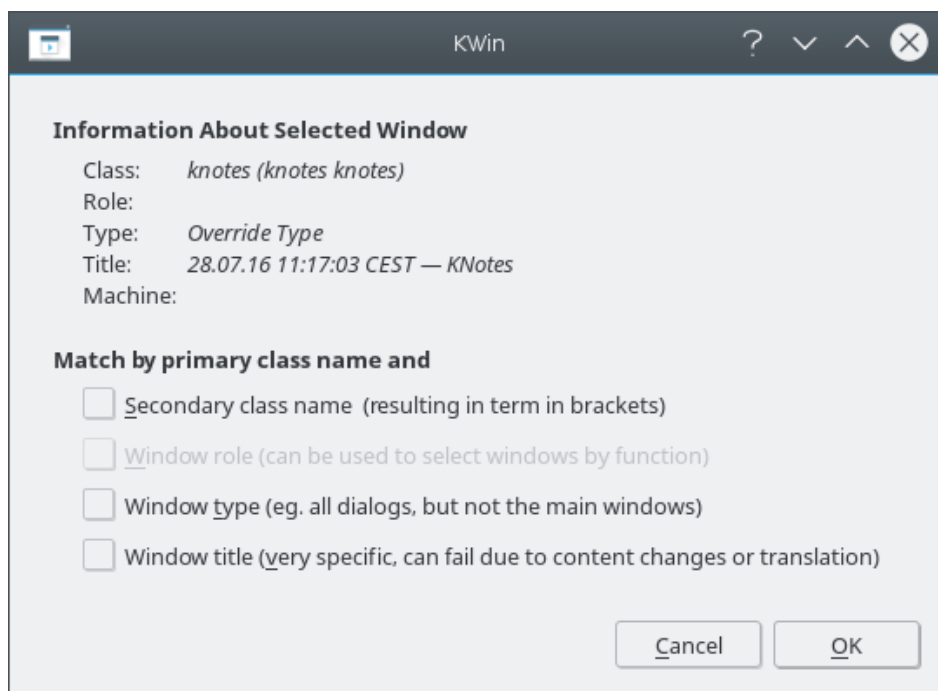 KWin
Information About Selected Window
Class: knotes (knotes knotes)
Role:
Type: Override Type
Title: 28.07.16 11:17:03 CEST — KNotes
Machine:
Match by primary class name and
Secondary class name (resulting in term in brackets)
Window role (can be used to select windows by function)
Window type (eg. all dialogs, but not the main windows)
Window title (very specific, can fail due to content changes or translation)
Cancel OK